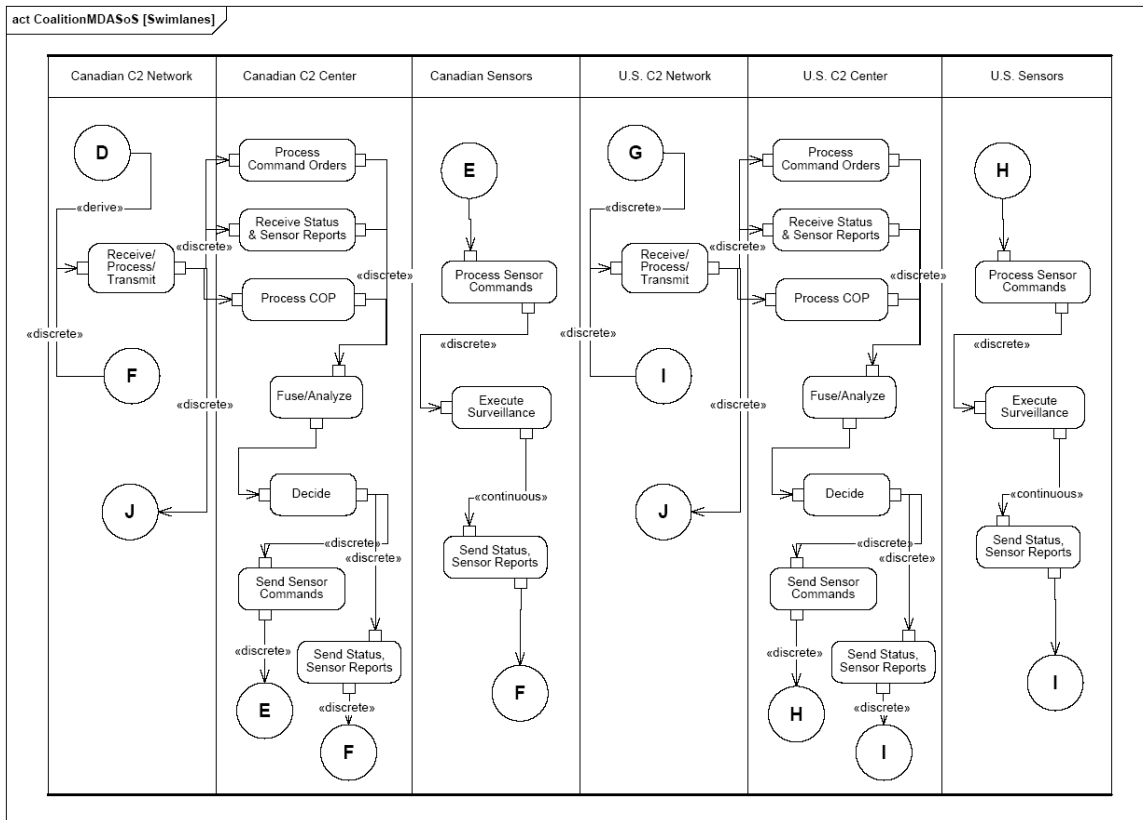 act CoalitionMDASoS [Swimlanes]
Canadian C2 Network
Canadian C2 Center
Canadian Sensors
U.S. C2 Network
U.S. C2 Center
U.S. Sensors
D
«derive»
Receive/
Process/
Transmit
«discrete»
«discrete»
F
«discrete»
J
Process
Command Orders
Receive Status
& Sensor Reports
Process COP
«discrete»
Fuse/Analyze
Decide
«discrete»
«discrete»
Send Sensor
Commands
Send Status,
Sensor Reports
«discrete»
E
«discrete»
F
E
Process Sensor
Commands
«discrete»
Execute
Surveillance
«continuous»
Send Status,
Sensor Reports
F
G
«discrete»
Receive/
Process/
Transmit
«discrete»
«discrete»
I
«discrete»
J
Process
Command Orders
Receive Status
& Sensor Reports
Process COP
«discrete»
Fuse/Analyze
Decide
«discrete»
«discrete»
Send Sensor
Commands
Send Status,
Sensor Reports
«discrete»
H
«discrete»
I
H
Process Sensor
Commands
«discrete»
Execute
Surveillance
«continuous»
Send Status,
Sensor Reports
I